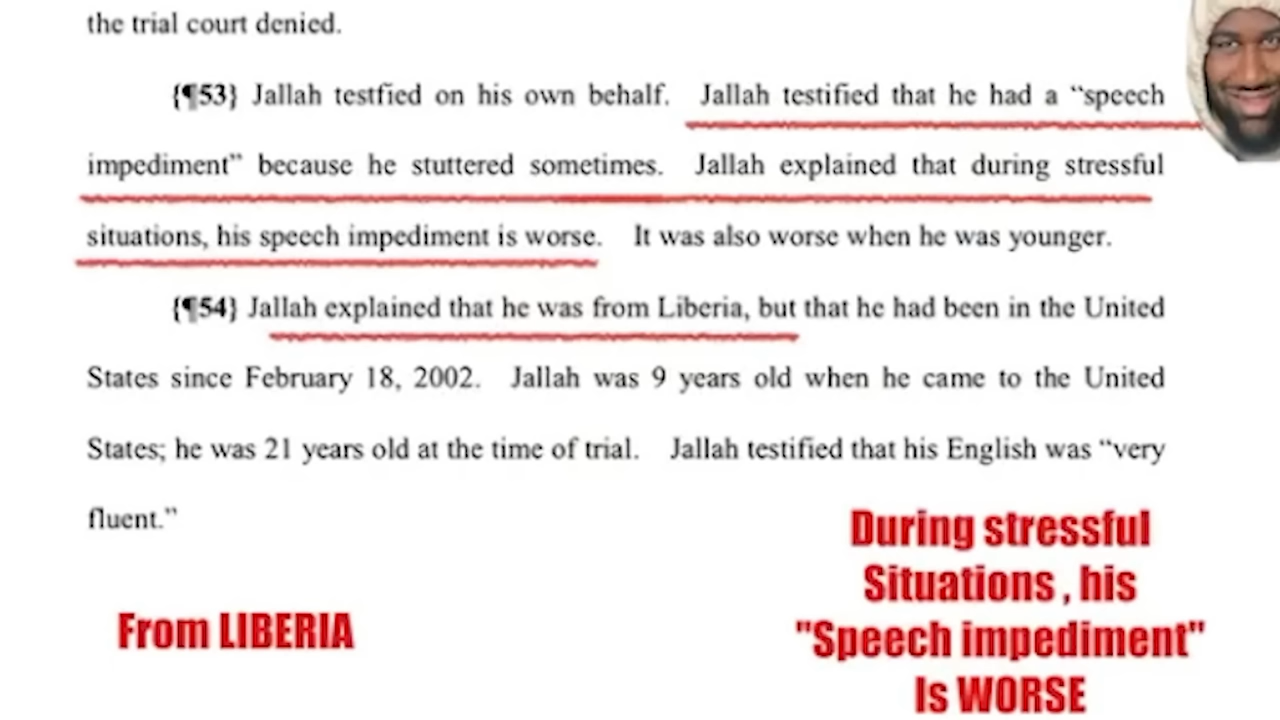 the trial court denied.
{¶53} Jallah testfied on his own behalf. Jallah testified that he had a “speech
impediment” because he stuttered sometimes. Jallah explained that during stressful
situations, his speech impediment is worse. It was also worse when he was younger.
{¶54} Jallah explained that he was from Liberia, but that he had been in the United
States since February 18, 2002. Jallah was 9 years old when he came to the United
States; he was 21 years old at the time of trial. Jallah testified that his English was “very
fluent.”
From LIBERIA
During stressful
Situations , his
"Speech impediment"
Is WORSE